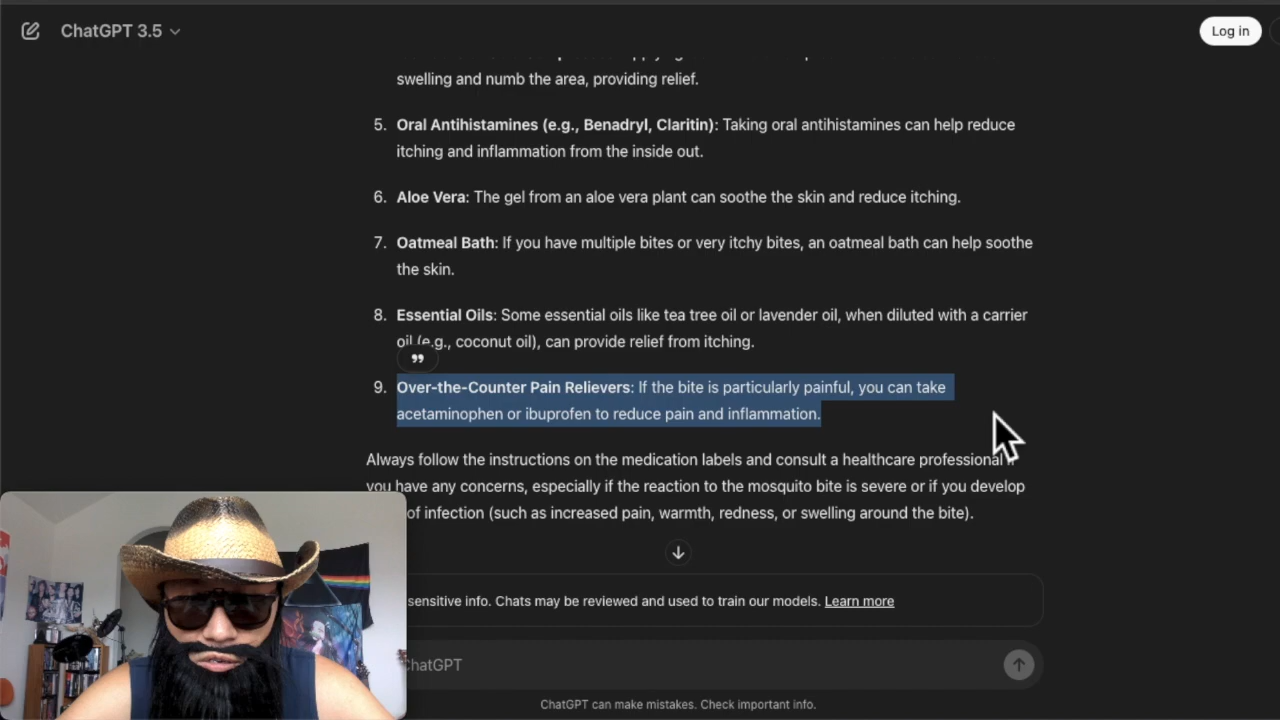 ChatGPT 3.5
Log in
swelling and numb the area, providing relief.
5. Oral Antihistamines (e.g., Benadryl, Claritin): Taking oral antihistamines can help reduce
itching and inflammation from the inside out.
6. Aloe Vera: The gel from an aloe vera plant can soothe the skin and reduce itching.
7. Oatmeal Bath: If you have multiple bites or very itchy bites, an oatmeal bath can help soothe
the skin.
8. Essential Oils: Some essential oils like tea tree oil or lavender oil, when diluted with a carrier
oil (e.g., coconut oil), can provide relief from itching.
9. Over-the-Counter Pain Relievers: If the bite is particularly painful, you can take
acetaminophen or ibuprofen to reduce pain and inflammation.
Always follow the instructions on the medication labels and consult a healthcare professional
you have any concerns, especially if the reaction to the mosquito bite is severe or if you develop
of infection (such as increased pain, warmth, redness, or swelling around the bite).
sensitive info. Chats may be reviewed and used to train our models. Learn more
ChatGPT
ChatGPT can make mistakes. Check important info.